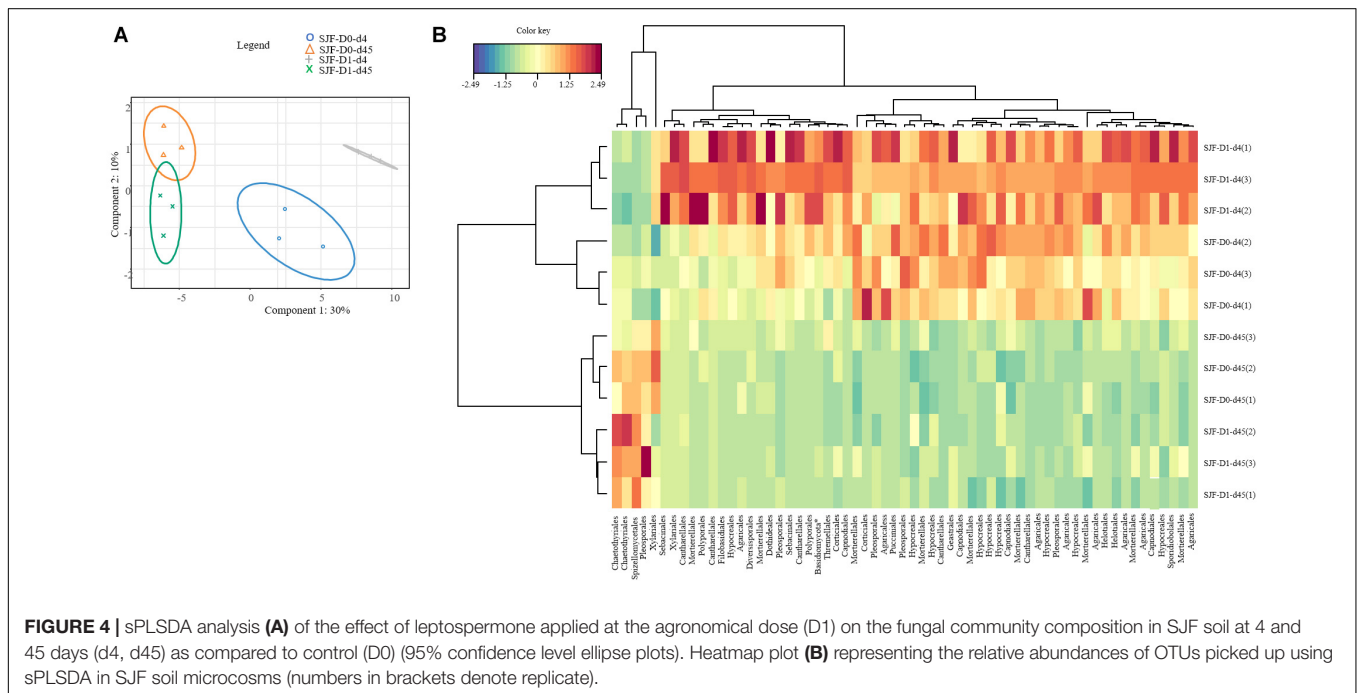 A
Legend
SJF-D0-d4
SJF-D0-d45
SJF-D1-d4
SJF-D1-d45
2
1
0
-1
-2
-5
0
5
10
Component 2: 10%
Component 1: 30%
B
Color key
-2.49
-1.25
0
1.25
2.49
SJF-D1-d4(1)
SJF-D1-d4(3)
SJF-D1-d4(2)
SJF-D0-d4(2)
SJF-D0-d4(3)
SJF-D0-d4(1)
SJF-D0-d45(3)
SJF-D0-d45(2)
SJF-D0-d45(1)
SJF-D1-d45(2)
SJF-D1-d45(3)
SJF-D1-d45(1)
Chaetothyriales
Chaetothyriales
Spizellomycetales
Pleosporales
Xylariales
Sebacinales
Xylariales
Cantharellales
Mortierellales
Polyporales
Cantharellales
Filobasidiales
Hypocreales
Agaricales
Diversisporales
Mortierellales
Dothideales
Pleosporales
Sebacinales
Cantharellales
Polyporales
Basidiomycota*
Thremellales
Corticiales
Capnodiales
Mortierellales
Corticiales
Pleosporales
Agaricaless
Pucciniales
Pleosporales
Hypocreales
Mortierellales
Hypocreales
Cantharellales
Geastrales
Capnodiales
Mortierellales
Hypocreales
Hypocreales
Hypocreales
Capnodiales
Mortierellales
Cantharellales
Agaricales
Hypocreales
Pleosporales
Agaricales
Hypocreales
Mortierellales
Agaricales
Helotiales
Helotiales
Agaricales
Mortierellales
Agaricales
Capnodiales
Hypocreales
Spiculobolales
Mortierellales
Agaricales
FIGURE 4 | sPLSDA analysis (A) of the effect of leptospermone applied at the agronomical dose (D1) on the fungal community composition in SJF soil at 4 and
45 days (d4, d45) as compared to control (D0) (95% confidence level ellipse plots). Heatmap plot (B) representing the relative abundances of OTUs picked up using
sPLSDA in SJF soil microcosms (numbers in brackets denote replicate).